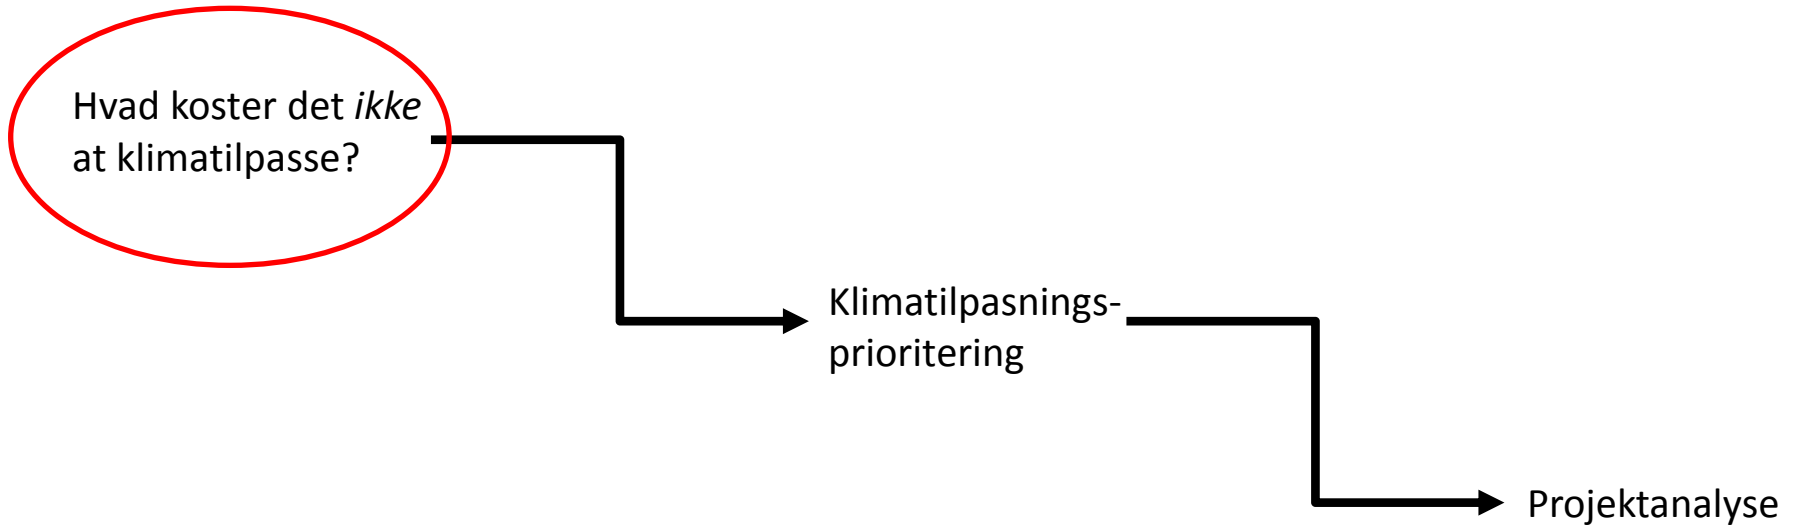 Hvad koster det ikke
at klimatilpasse?
Klimatilpasnings-
prioritering
Projektanalyse